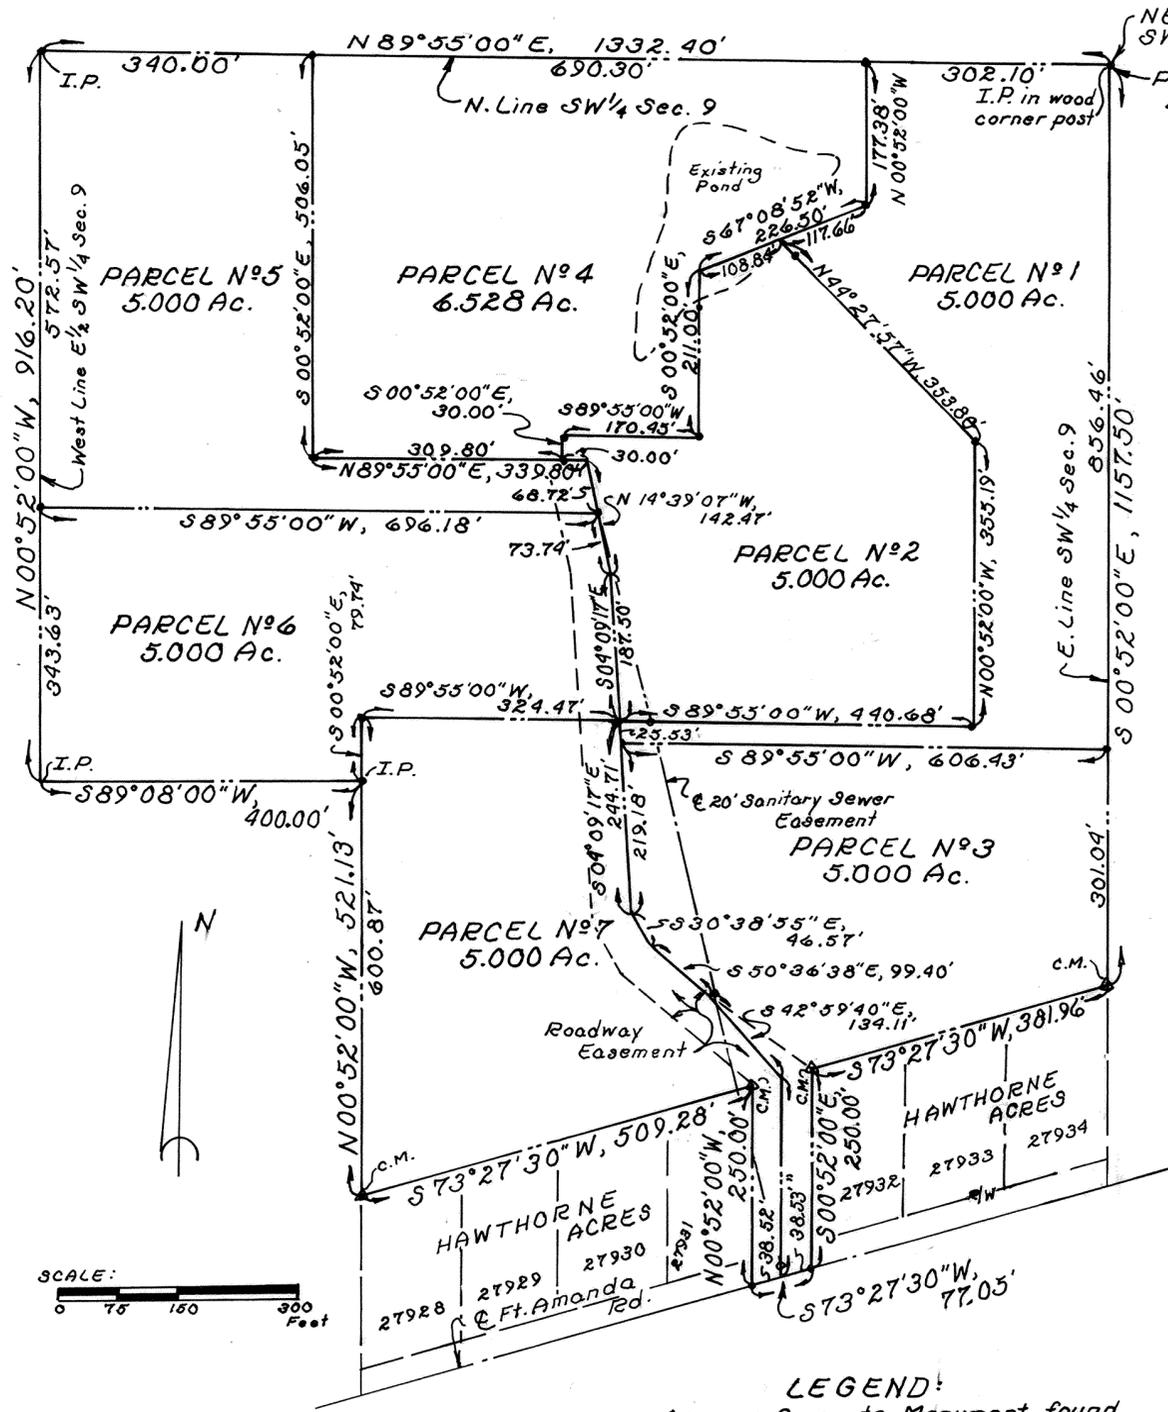 N 89°55'00" E, 1332.40'
340.00'
690.30'
302.10'
I.P.
N. Line SW 1/4 Sec. 9
I.P. in wood
corner post
177.38'
N 00°52'00" W
Existing
Pond
S 67°08'52" W,
226.50'
117.66'
108.84'
S 00°52'00" E, 506.05'
West Line E 1/2 SW 1/4 Sec. 9
572.57'
N 00°52'00" W, 916.20'
PARCEL Nº 5
5.000 Ac.
PARCEL Nº 4
6.528 Ac.
PARCEL Nº 1
5.000 Ac.
S 00°52'00" E,
211.00'
N 44°27'57" W, 353.80'
S 00°52'00" E,
30.00'
S 89°55'00" W
170.45'
309.80'
30.00'
N 89°55'00" E, 339.80'
68.72'
N 14°39'07" W,
142.47'
S 89°55'00" W, 696.18'
73.74'
PARCEL Nº 2
5.000 Ac.
N 00°52'00" W, 355.19'
E. Line SW 1/4 Sec. 9
856.46'
S 00°52'00" E, 1157.50'
343.63'
PARCEL Nº 6
5.000 Ac.
S 00°52'00" E,
79.74'
S 04°09'17" E
187.50'
S 89°55'00" W,
324.47'
S 89°55'00" W, 440.68'
25.53'
S 89°55'00" W, 606.43'
I.P.
I.P.
S 89°08'00" W,
400.00'
S 04°09'17" E
244.71'
219.18'
℄ 20' Sanitary Sewer
Easement
PARCEL Nº 3
5.000 Ac.
301.04'
N 00°52'00" W, 521.13'
600.87'
N
PARCEL Nº 7
5.000 Ac.
S 30°38'55" E,
46.57'
S 50°36'38" E, 99.40'
C.M.
S 42°59'40" E,
134.11'
Roadway
Easement
S 73°27'30" W, 381.96'
C.M.
C.M.
HAWTHORNE
ACRES
27932
27933
27934
R/W
C.M.
S 73°27'30" W, 509.28'
N 00°52'00" W,
250.00'
S 00°52'00" E,
250.00'
38.52'
38.53'
HAWTHORNE
ACRES
27928
27929
27930
27931
SCALE:
0 75 150 300
Feet
℄ Ft. Amanda
Rd.
S 73°27'30" W,
77.05'
LEGEND: